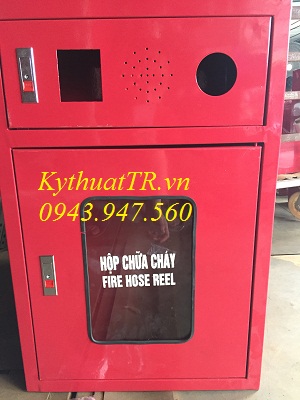 KythuatTR.vn
0943.947.560
HỘP CHỮA CHÁY
FIRE HOSE REEL